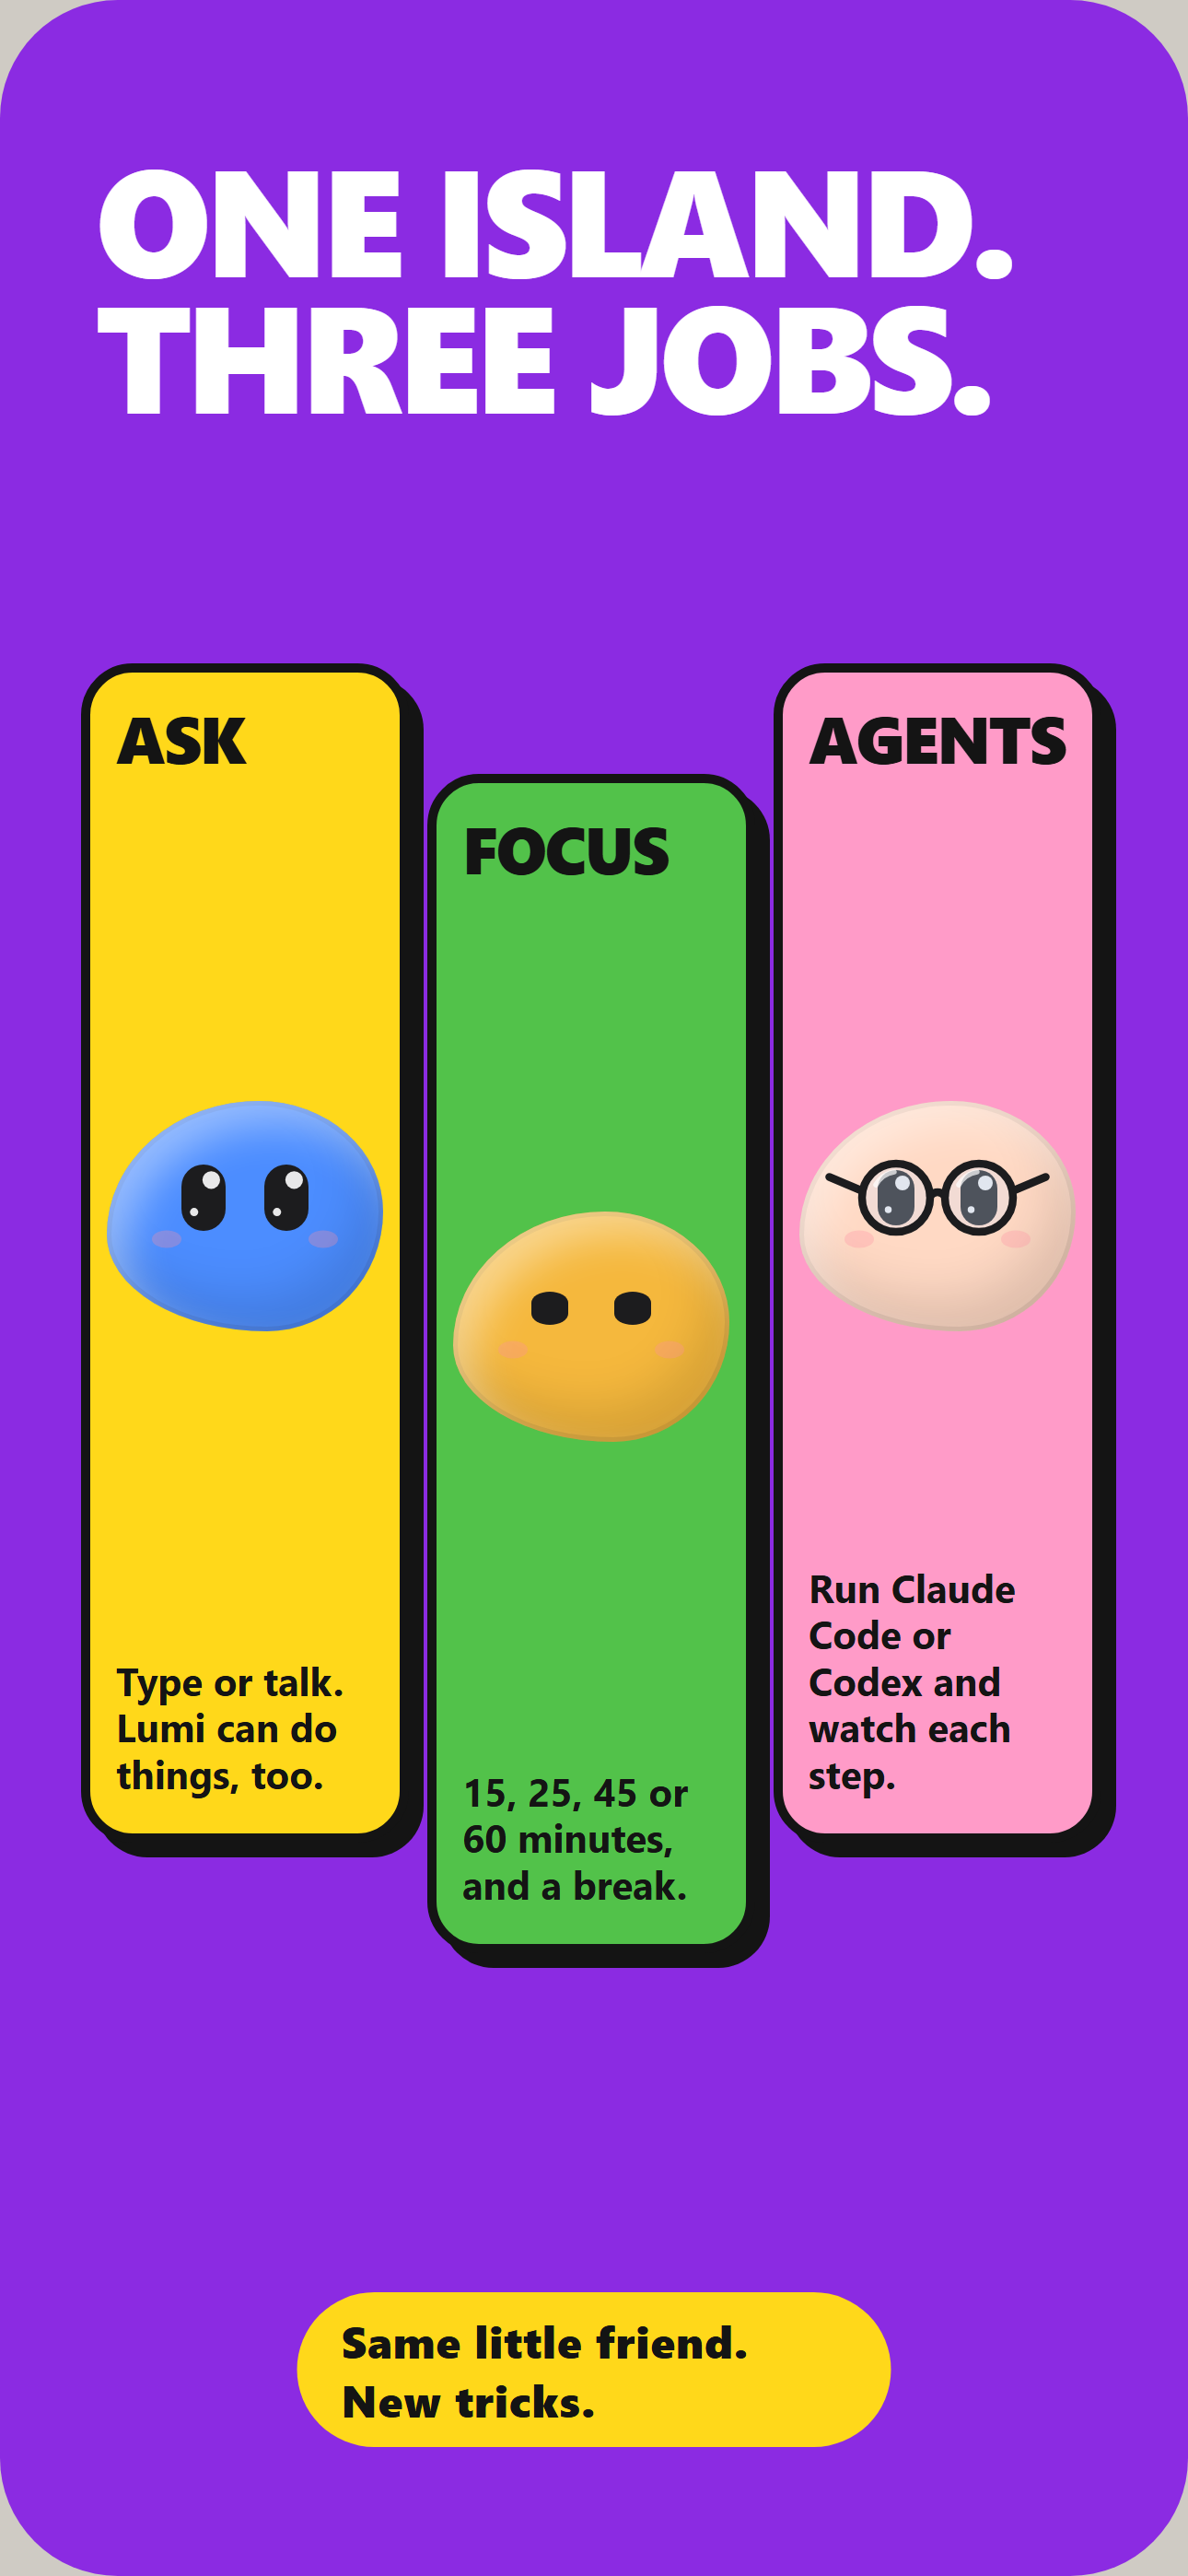 ONE ISLAND.
THREE JOBS.
ASK
Type or talk.
Lumi can do
things, too.
FOCUS
15, 25, 45 or
60 minutes,
and a break.
AGENTS
Run Claude
Code or
Codex and
watch each
step.
Same little friend.
New tricks.